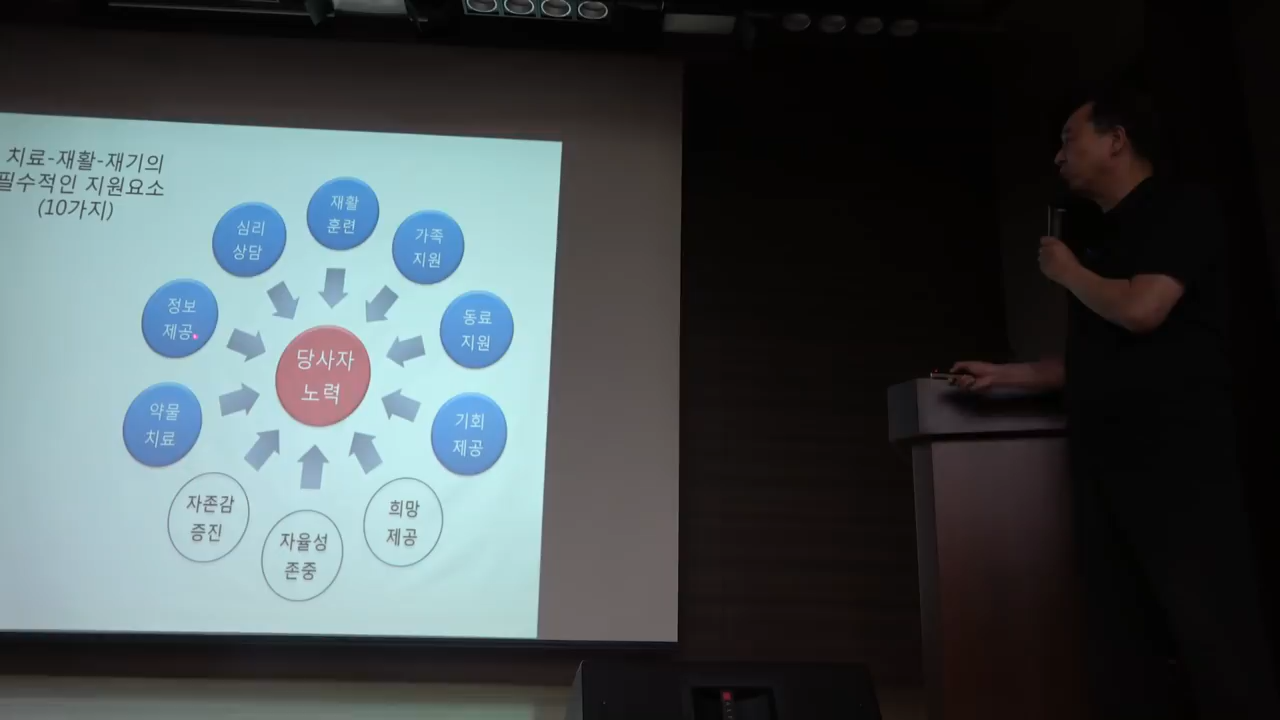 치료-재활-재기의
필수적인 지원요소
(10가지)
재활
훈련
심리
상담
가족
지원
정보
제공
동료
지원
당사자
노력
약물
치료
기회
제공
자존감
증진
희망
제공
자율성
존중